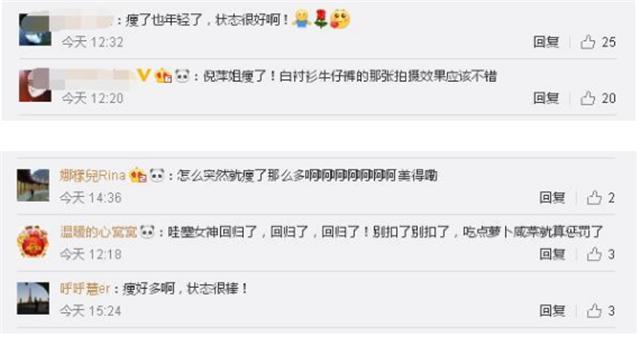 ：瘦了也年轻了，状态很好啊！
今天 12:32 回复 25
：倪萍姐瘦了！白衬衫牛仔裤的那张拍摄效果应该不错
今天 12:20 回复 20
娜樣兒Rina：怎么突然就瘦了那么多啊啊啊啊啊啊啊美得嘞
今天 14:36 回复 2
温暖的心窝窝：哇塞女神回归了，回归了，回归了！别扣了别扣了，吃点萝卜咸菜就算惩罚了
今天 12:18 回复 3
呼呼慧er：瘦好多啊，状态很棒！
今天 15:24 回复 3